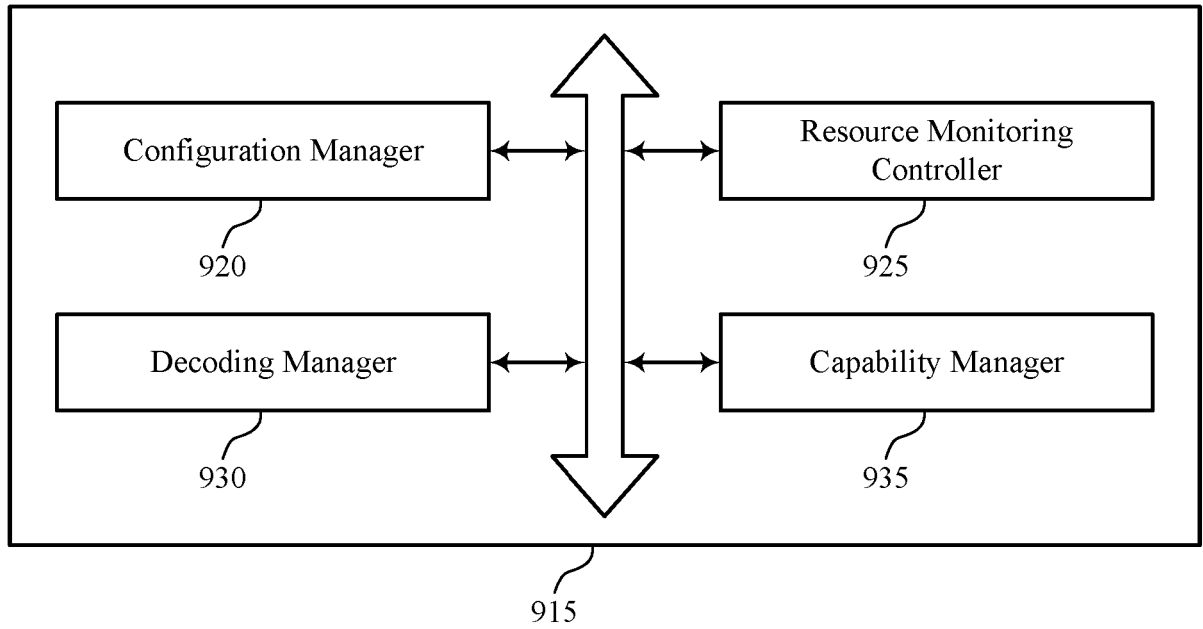 Configuration Manager
Resource Monitoring
Controller
920
925
Decoding Manager
Capability Manager
930
935
915